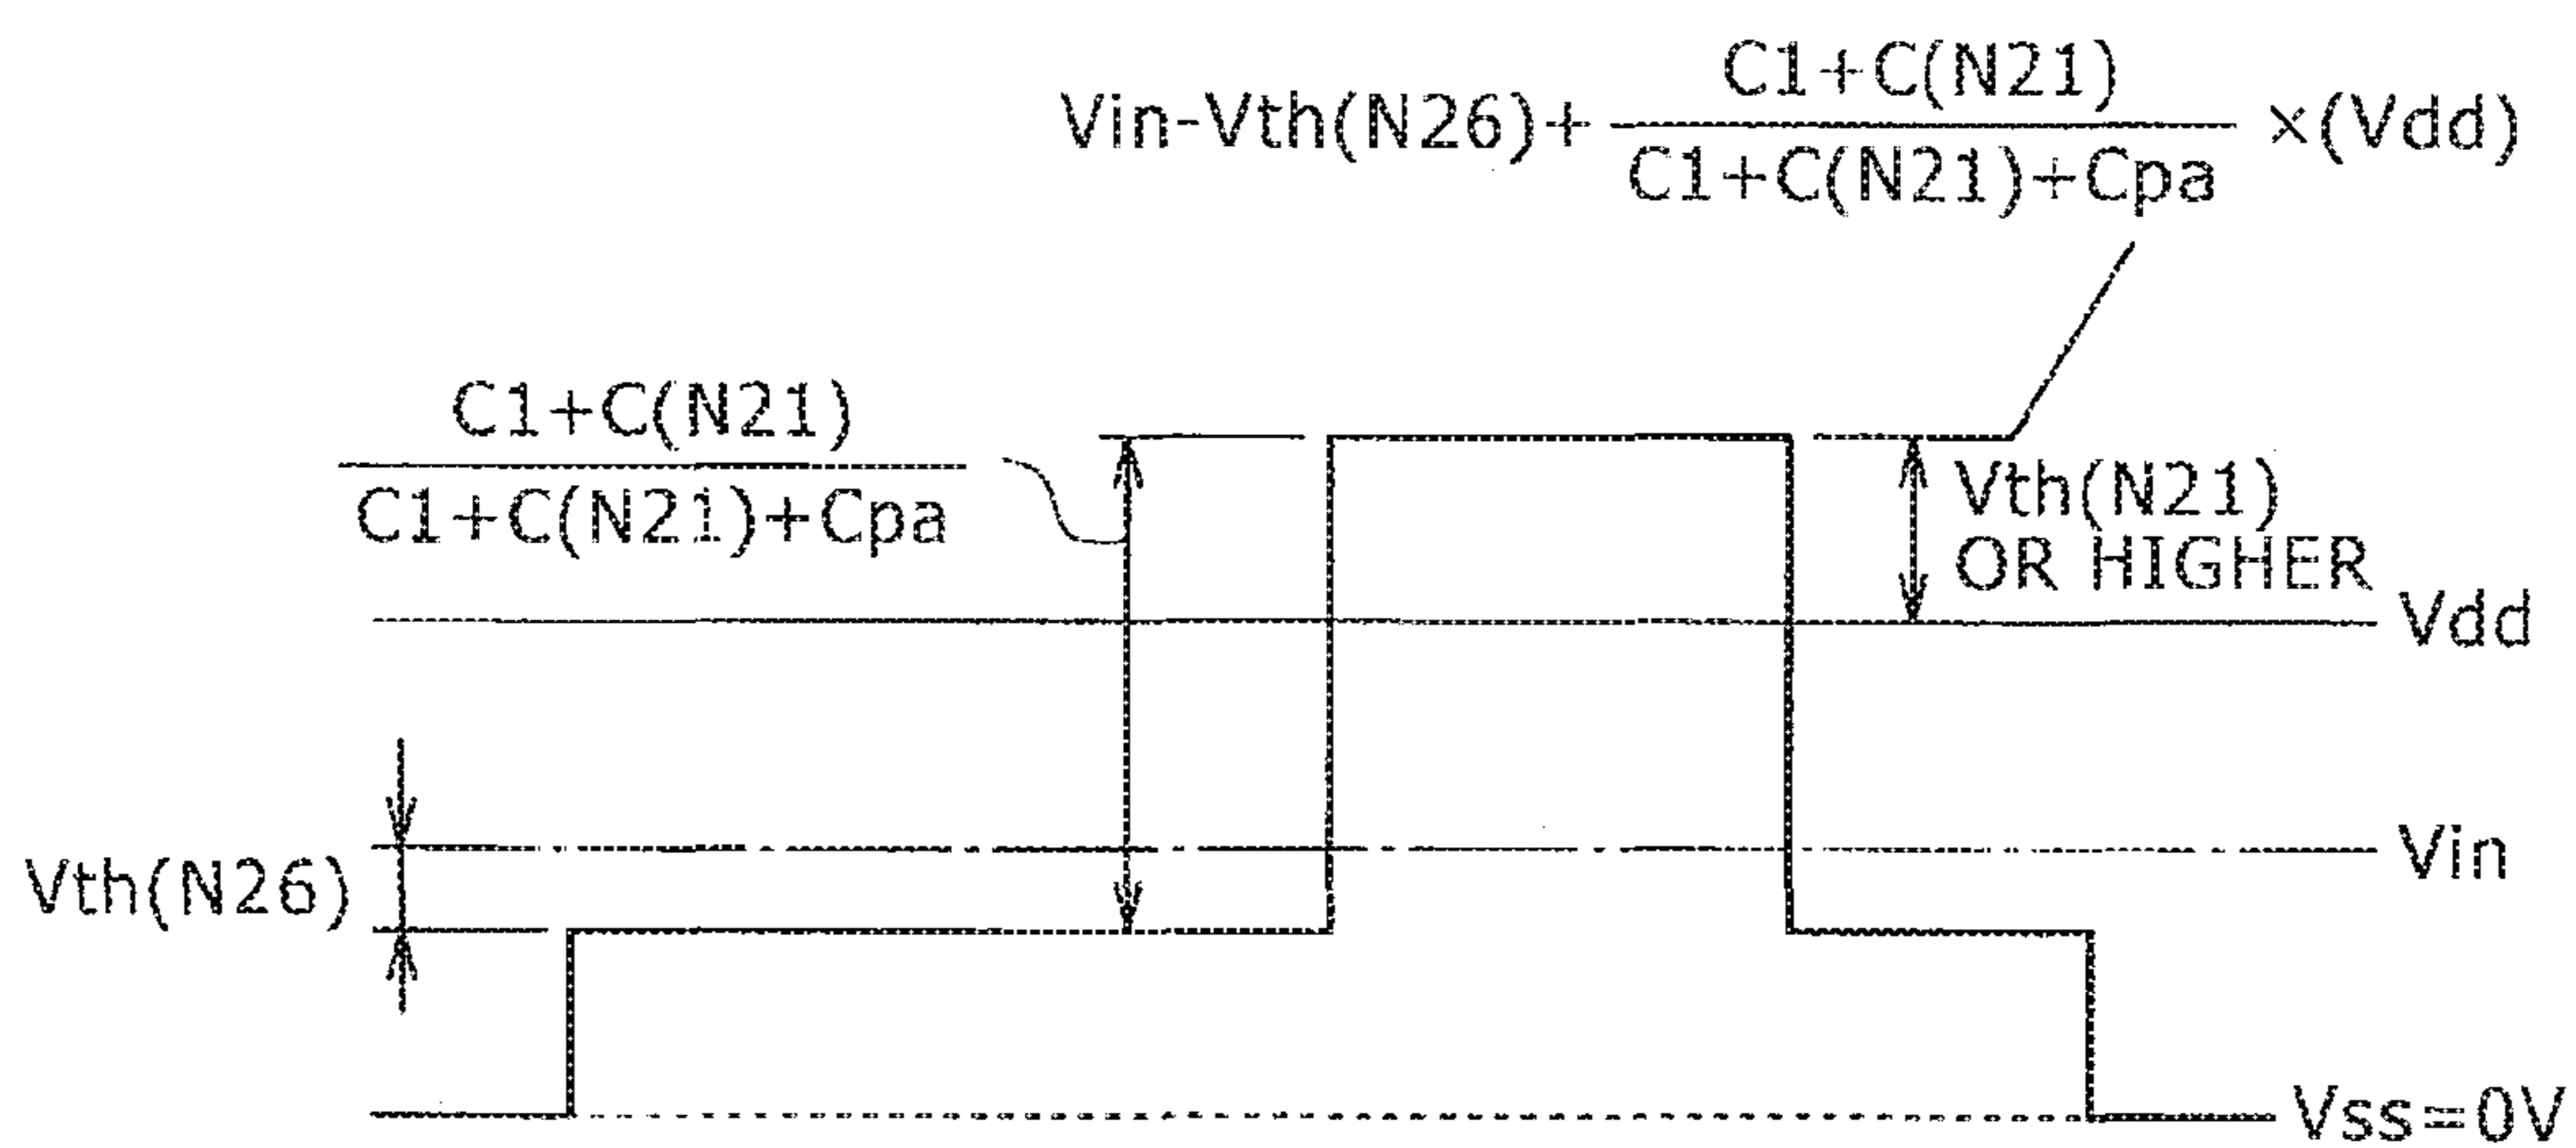 C1+C(N21)
Vin-Vth(N26)+ ×(Vdd)
C1+C(N21)+Cpa
C1+C(N21)
C1+C(N21)+Cpa
Vth(N21)
OR HIGHER
Vdd
Vin
Vth(N26)
Vss=0V